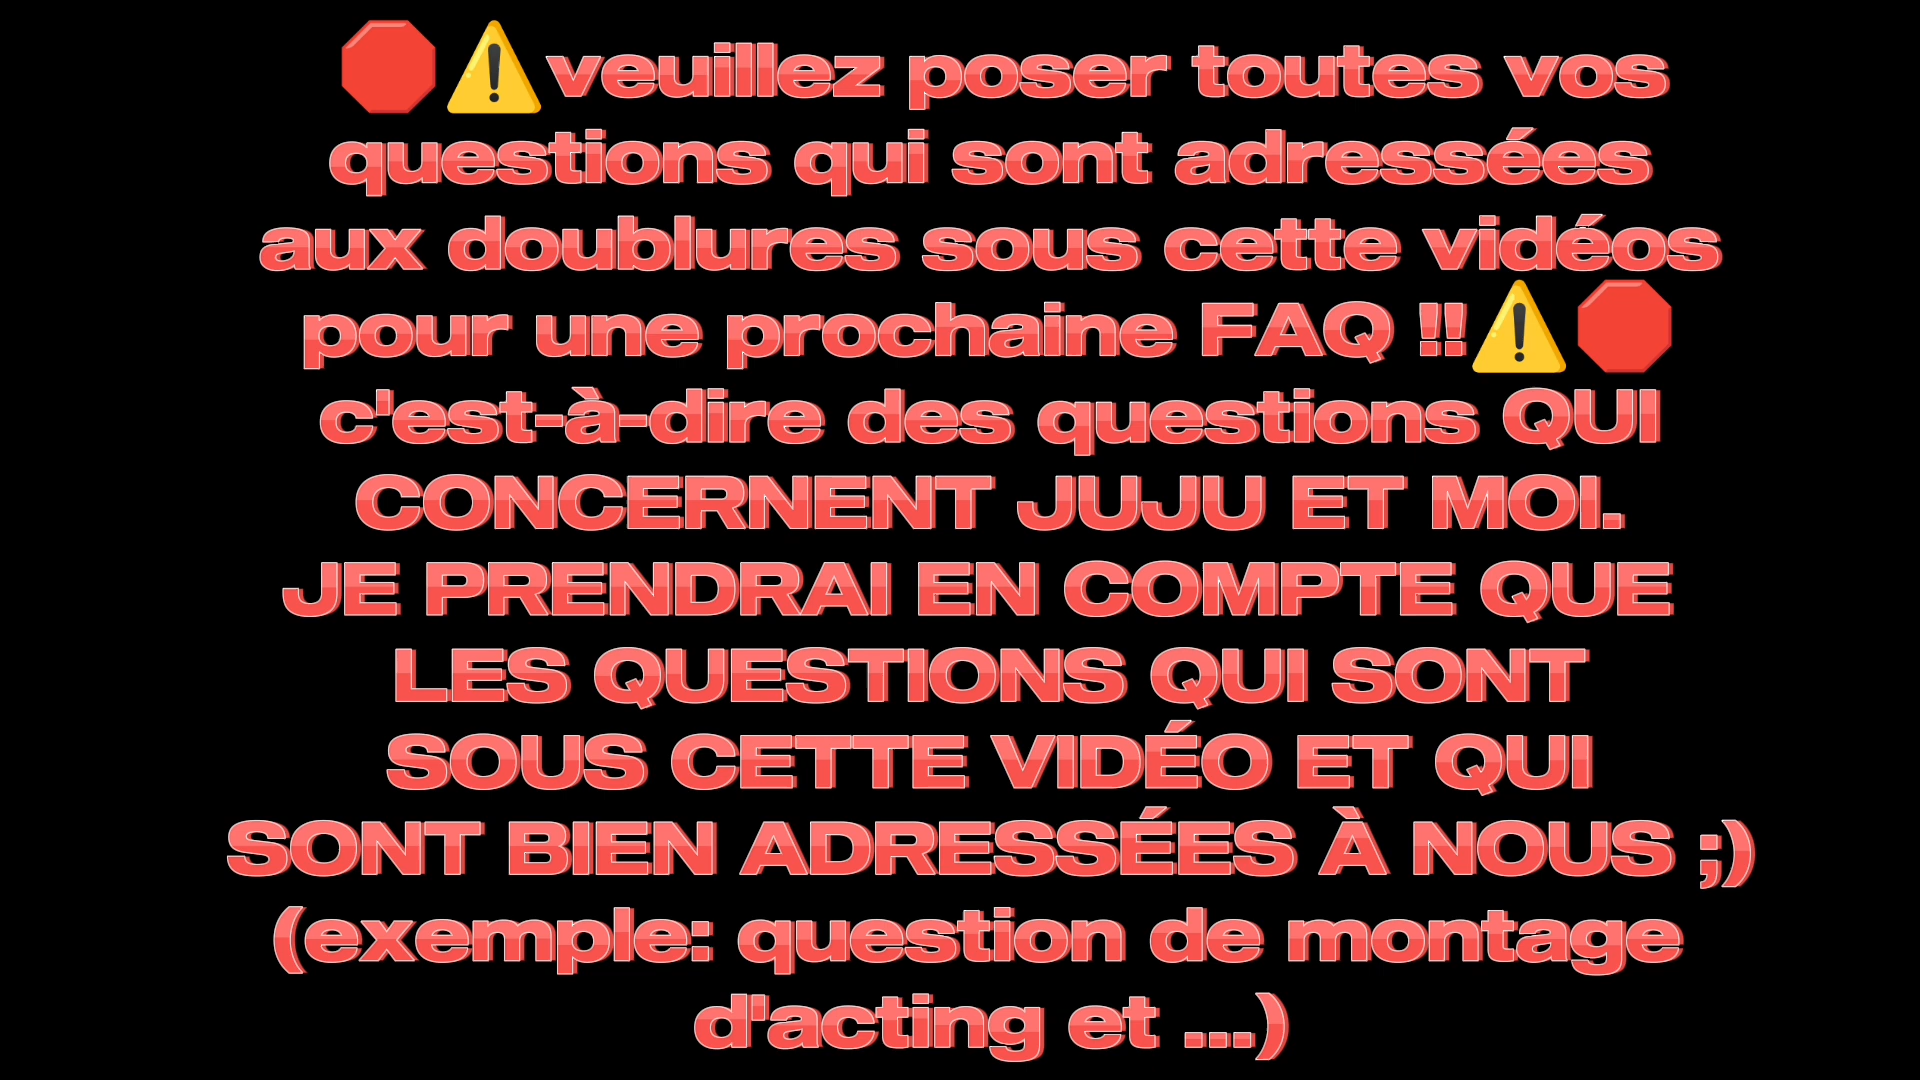 🛑⚠️veuillez poser toutes vos
questions qui sont adressées
aux doublures sous cette vidéos
pour une prochaine FAQ !!⚠️🛑
c'est-à-dire des questions QUI
CONCERNENT JUJU ET MOI.
JE PRENDRAI EN COMPTE QUE
LES QUESTIONS QUI SONT
SOUS CETTE VIDÉO ET QUI
SONT BIEN ADRESSÉES À NOUS ;)
(exemple: question de montage
d'acting et ...)